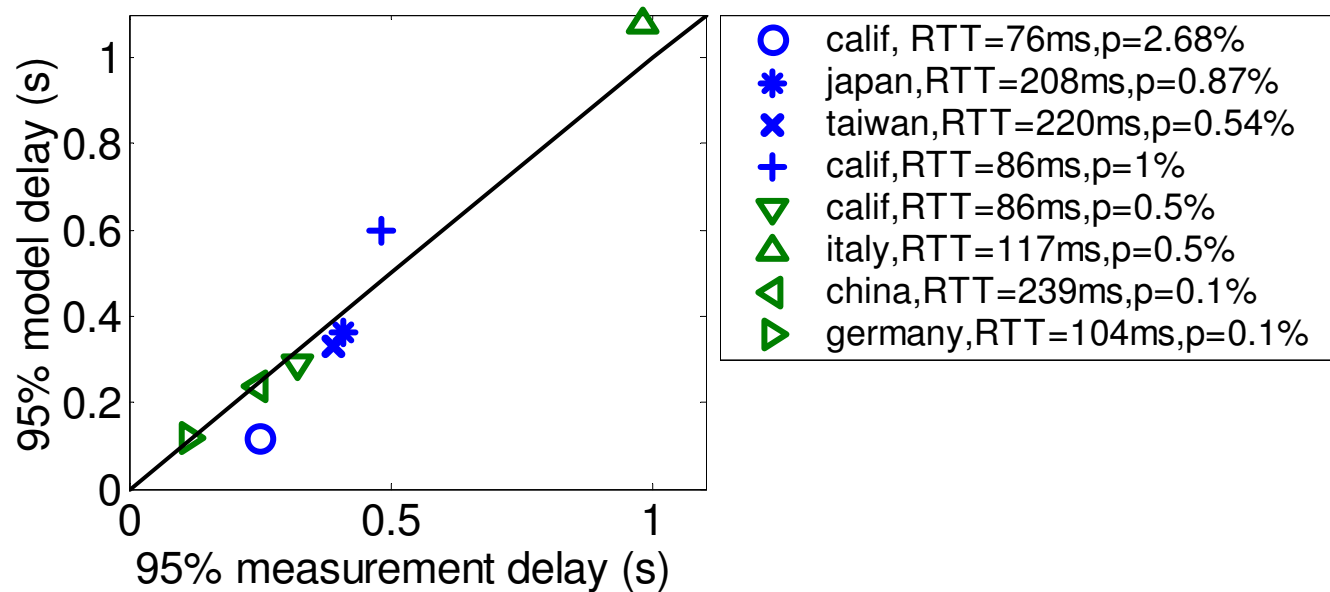 95% model delay (s)
1
0.8
0.6
0.4
0.2
0
0
0.5
1
95% measurement delay (s)
calif, RTT=76ms,p=2.68%
japan,RTT=208ms,p=0.87%
taiwan,RTT=220ms,p=0.54%
calif,RTT=86ms,p=1%
calif,RTT=86ms,p=0.5%
italy,RTT=117ms,p=0.5%
china,RTT=239ms,p=0.1%
germany,RTT=104ms,p=0.1%